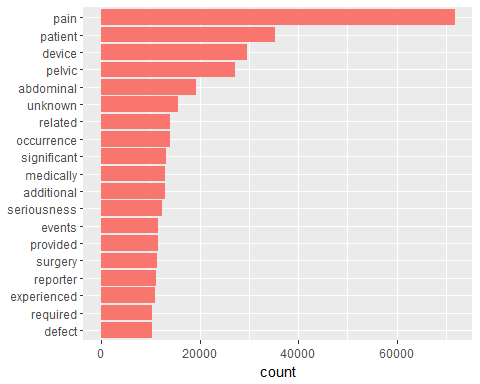 pain
patient
device
pelvic
abdominal
unknown
related
occurrence
significant
medically
additional
seriousness
events
provided
surgery
reporter
experienced
required
defect
0 20000 40000 60000
count